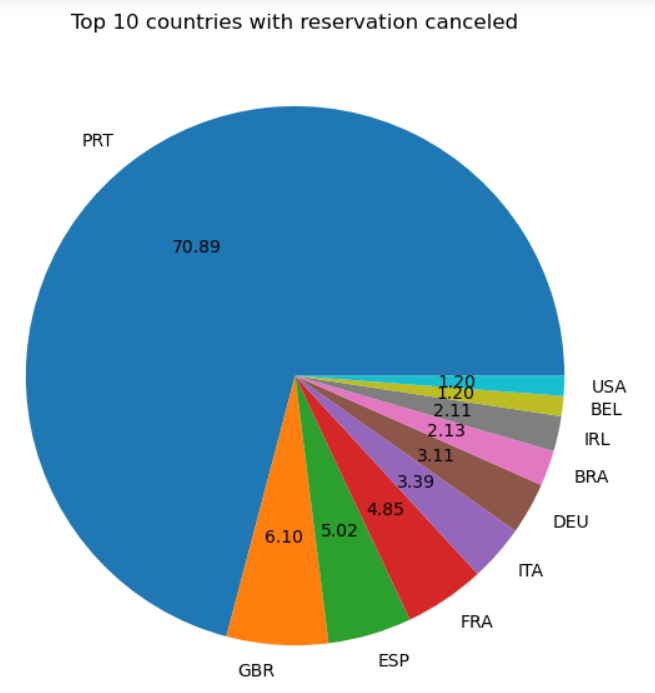 Top 10 countries with reservation canceled
PRT
70.89
1.20
USA
1.20
BEL
2.11
IRL
2.13
BRA
3.11
DEU
3.39
ITA
4.85
FRA
5.02
ESP
6.10
GBR